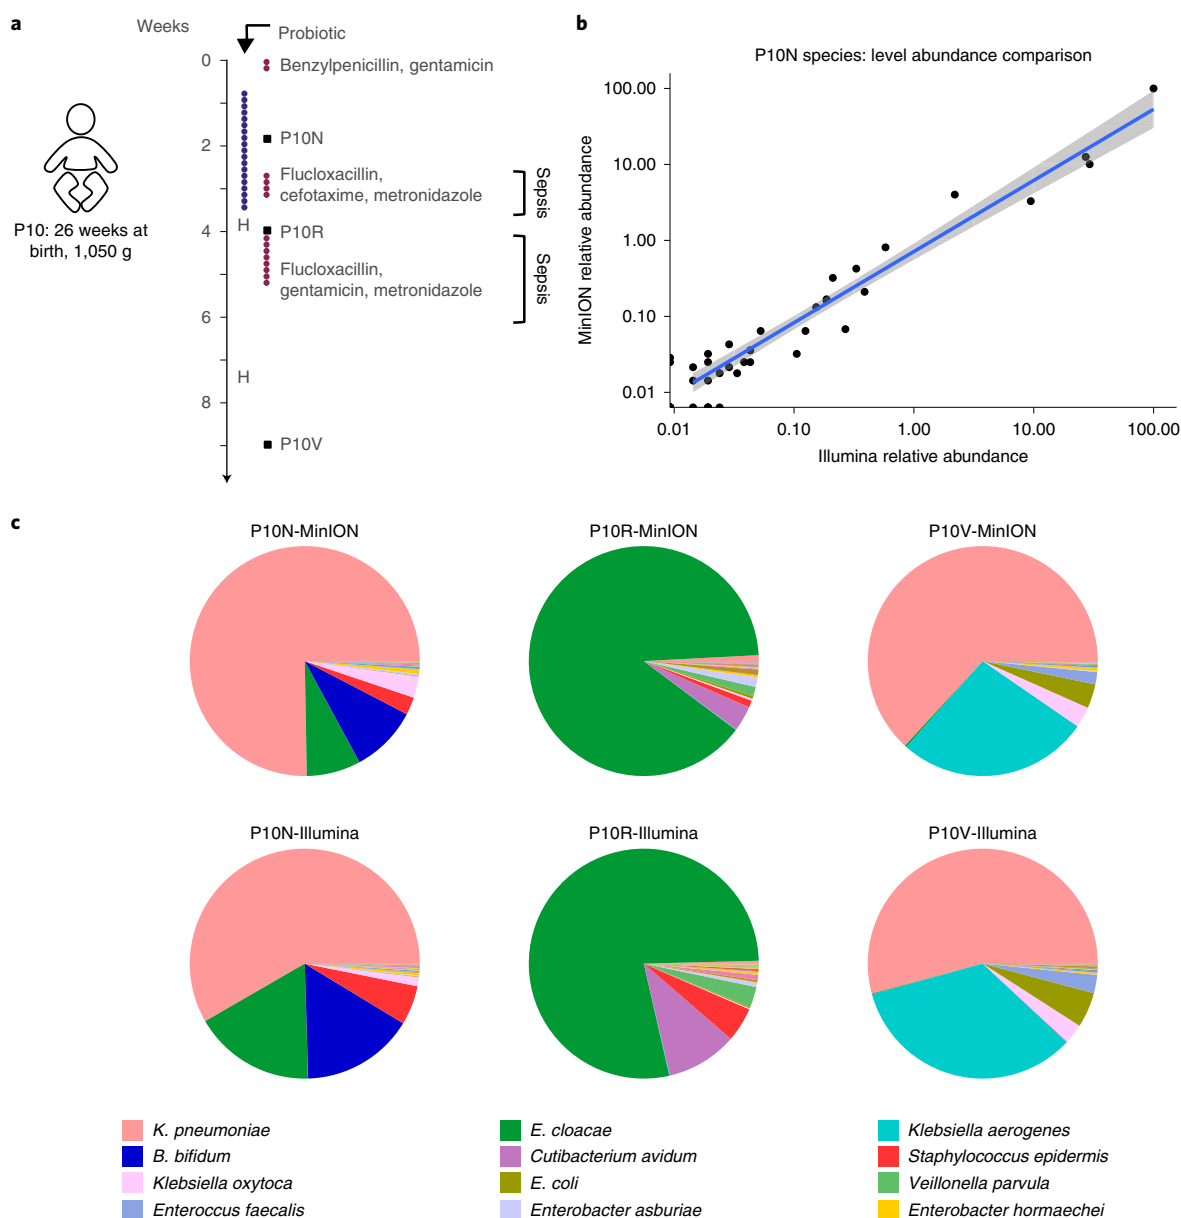 a
Weeks
Probiotic
0
Benzylpenicillin, gentamicin
2
P10N
Flucloxacillin,
cefotaxime, metronidazole
Sepsis
H
4
P10R
Flucloxacillin,
gentamicin, metronidazole
Sepsis
6
H
8
P10V
P10: 26 weeks at
birth, 1,050 g
b
P10N species: level abundance comparison
MinION relative abundance
100.00
10.00
1.00
0.10
0.01
0.01 0.10 1.00 10.00 100.00
Illumina relative abundance
c
P10N-MinION P10R-MinION P10V-MinION
P10N-Illumina P10R-Illumina P10V-Illumina
K. pneumoniae E. cloacae Klebsiella aerogenes
B. bifidum Cutibacterium avidum Staphylococcus epidermis
Klebsiella oxytoca E. coli Veillonella parvula
Enteroccus faecalis Enterobacter asburiae Enterobacter hormaechei